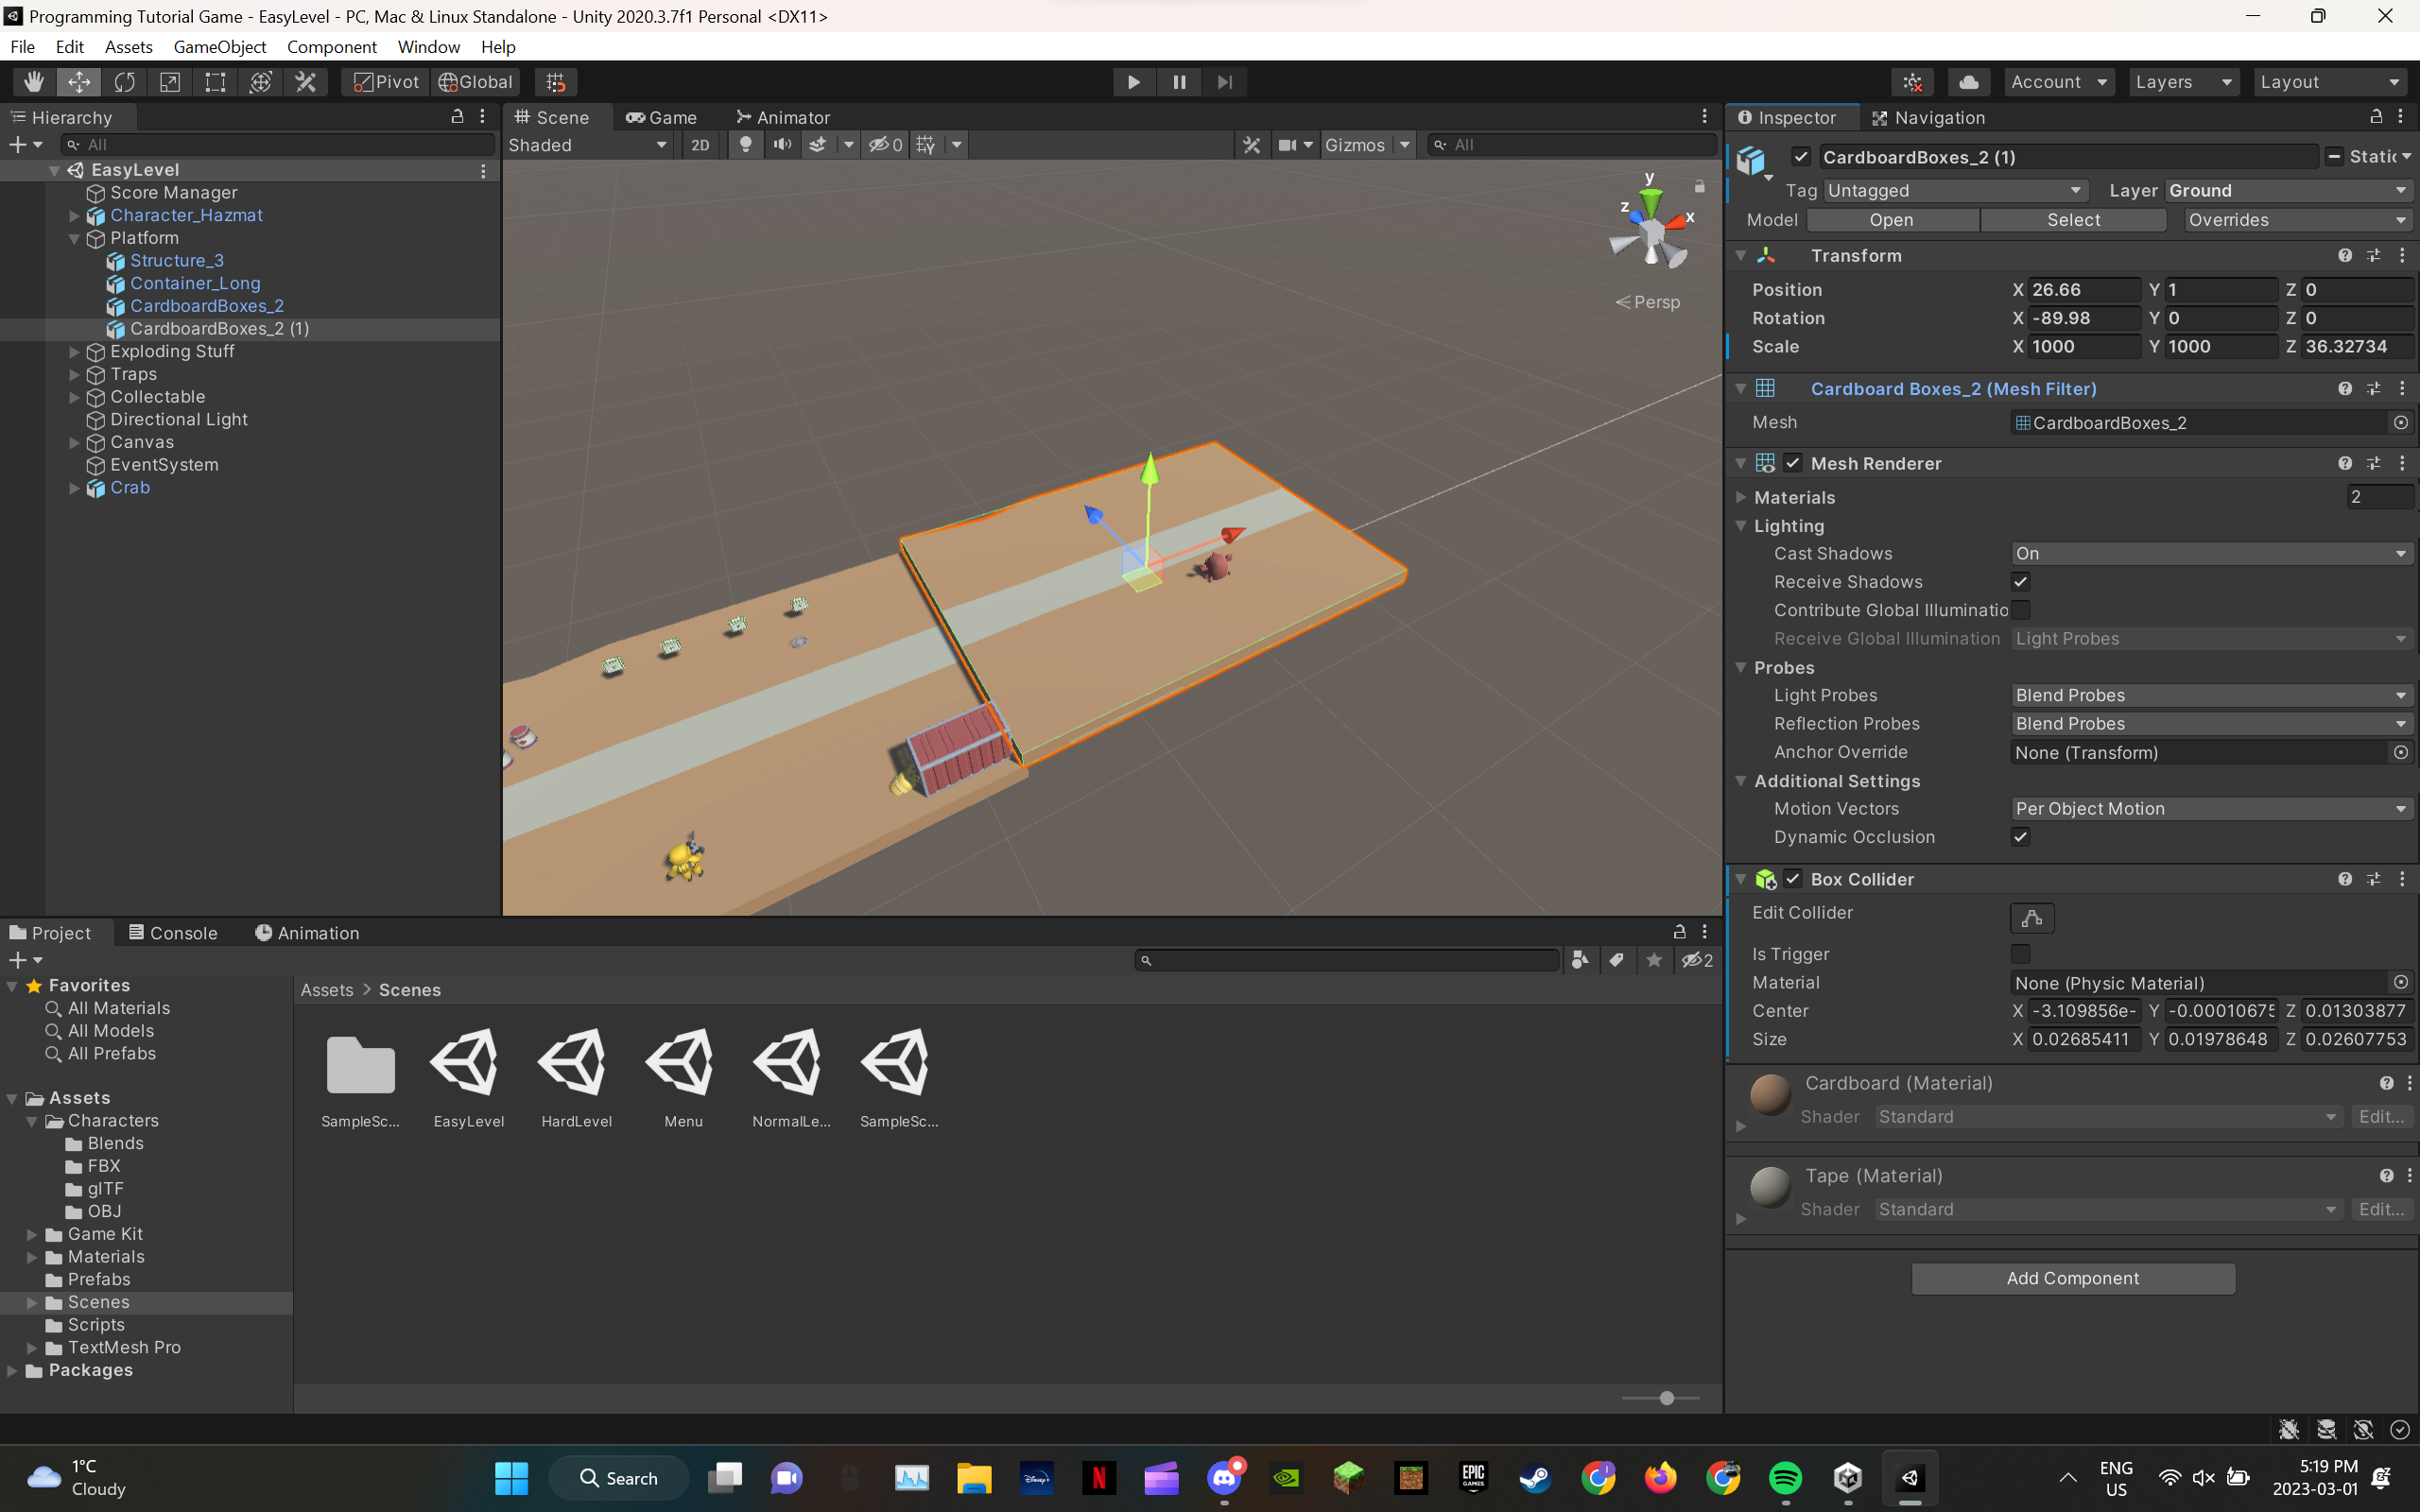 Programming Tutorial Game - EasyLevel - PC, Mac & Linux Standalone - Unity 2020.3.7f1 Personal <DX11>
File Edit Assets GameObject Component Window Help
Pivot Global Account Layers Layout
Hierarchy
All
EasyLevel
Score Manager
Character_Hazmat
Platform
Structure_3
Container_Long
CardboardBoxes_2
CardboardBoxes_2 (1)
Exploding Stuff
Traps
Collectable
Directional Light
Canvas
EventSystem
Crab
Scene Game Animator
Shaded 2D 0 Gizmos All
y
z
x
Persp
Inspector Navigation
CardboardBoxes_2 (1) Static
Tag Untagged Layer Ground
Model Open Select Overrides
Transform
Position X 26.66 Y 1 Z 0
Rotation X -89.98 Y 0 Z 0
Scale X 1000 Y 1000 Z 36.32734
Cardboard Boxes_2 (Mesh Filter)
Mesh CardboardBoxes_2
Mesh Renderer
Materials 2
Lighting
Cast Shadows On
Receive Shadows
Contribute Global Illuminatio
Receive Global Illumination Light Probes
Probes
Light Probes Blend Probes
Reflection Probes Blend Probes
Anchor Override None (Transform)
Additional Settings
Motion Vectors Per Object Motion
Dynamic Occlusion
Box Collider
Edit Collider
Is Trigger
Material None (Physic Material)
Center X -3.109856e- Y -0.00010675 Z 0.01303877
Size X 0.02685411 Y 0.01978648 Z 0.02607753
Cardboard (Material)
Shader Standard Edit...
Tape (Material)
Shader Standard Edit...
Add Component
Project Console Animation
2
Favorites
All Materials
All Models
All Prefabs
Assets
Characters
Blends
FBX
glTF
OBJ
Game Kit
Materials
Prefabs
Scenes
Scripts
TextMesh Pro
Packages
Assets > Scenes
SampleSc... EasyLevel HardLevel Menu NormalLe... SampleSc...
1°C
Cloudy
Search
Disney+
N
EPIC
GAMES
ENG
US
5:19 PM
2023-03-01